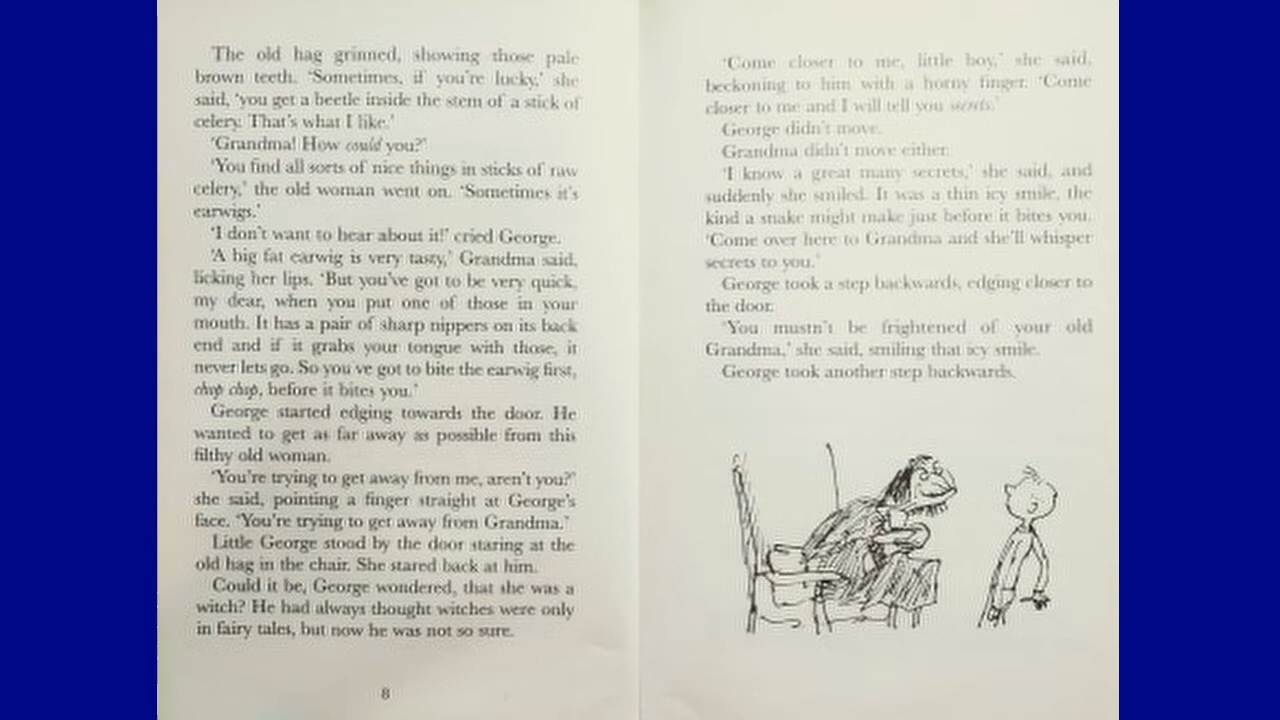 The old hag grinned, showing those pale
brown teeth. ‘Sometimes, if you’re lucky,’ she
said, ‘you get a beetle inside the stem of a stick of
celery. That’s what I like.’
‘Grandma! How could you?’
‘You find all sorts of nice things in sticks of raw
celery,’ the old woman went on. ‘Sometimes it’s
earwigs.’
‘I don’t want to hear about it!’ cried George.
‘A big fat earwig is very tasty,’ Grandma said,
licking her lips. ‘But you’ve got to be very quick,
my dear, when you put one of those in your
mouth. It has a pair of sharp nippers on its back
end and if it grabs your tongue with those, it
never lets go. So you’ve got to bite the earwig first,
chop chop, before it bites you.’
George started edging towards the door. He
wanted to get as far away as possible from this
filthy old woman.
‘You’re trying to get away from me, aren’t you?’
she said, pointing a finger straight at George’s
face. ‘You’re trying to get away from Grandma.’
Little George stood by the door staring at the
old hag in the chair. She stared back at him.
Could it be, George wondered, that she was a
witch? He had always thought witches were only
in fairy tales, but now he was not so sure.
8
‘Come closer to me, little boy,’ she said,
beckoning to him with a horny finger. ‘Come
closer to me and I will tell you secrets.’
George didn’t move.
Grandma didn’t move either.
‘I know a great many secrets,’ she said, and
suddenly she smiled. It was a thin icy smile, the
kind a snake might make just before it bites you.
‘Come over here to Grandma and she’ll whisper
secrets to you.’
George took a step backwards, edging closer to
the door.
‘You mustn’t be frightened of your old
Grandma,’ she said, smiling that icy smile.
George took another step backwards.